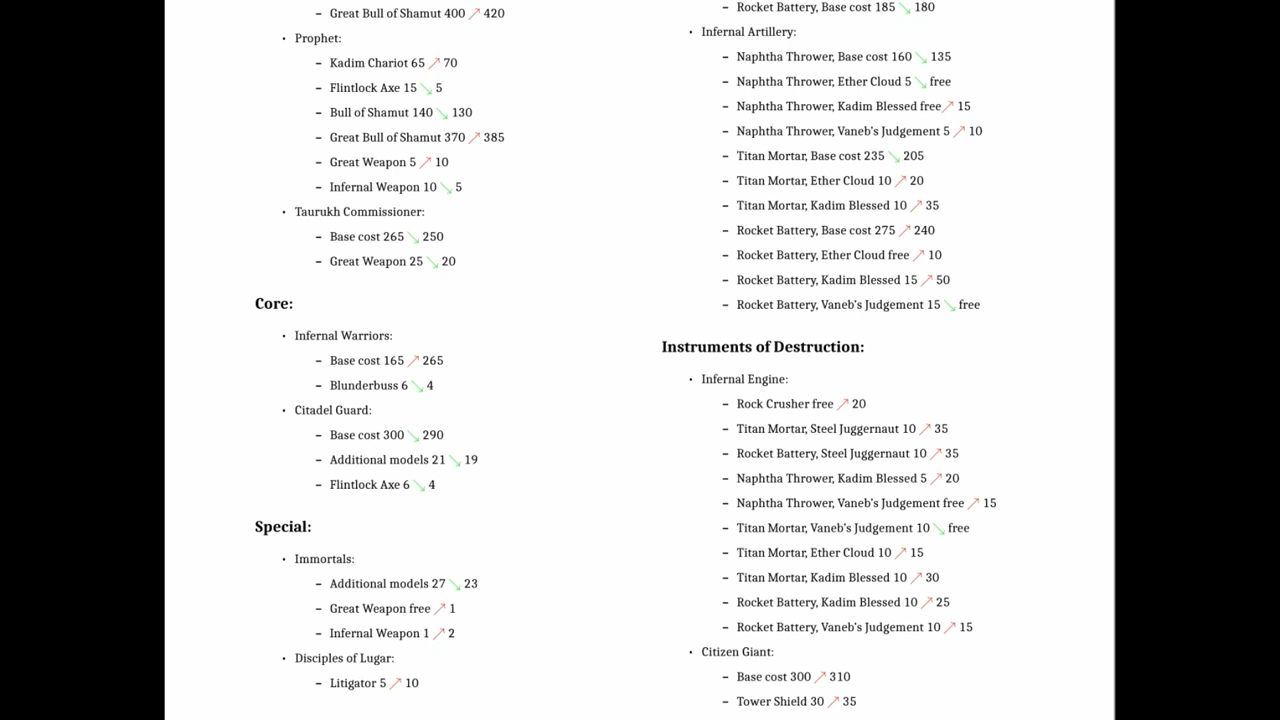 – Great Bull of Shamut 400 ↗ 420
• Prophet:
– Kadim Chariot 65 ↗ 70
– Flintlock Axe 15 ↘ 5
– Bull of Shamut 140 ↘ 130
– Great Bull of Shamut 370 ↗ 385
– Great Weapon 5 ↗ 10
– Infernal Weapon 10 ↘ 5
• Taurukh Commissioner:
– Base cost 265 ↘ 250
– Great Weapon 25 ↘ 20
Core:
• Infernal Warriors:
– Base cost 165 ↗ 265
– Blunderbuss 6 ↘ 4
• Citadel Guard:
– Base cost 300 ↘ 290
– Additional models 21 ↘ 19
– Flintlock Axe 6 ↘ 4
Special:
• Immortals:
– Additional models 27 ↘ 23
– Great Weapon free ↗ 1
– Infernal Weapon 1 ↗ 2
• Disciples of Lugar:
– Litigator 5 ↗ 10
– Rocket Battery, Base cost 185 ↘ 180
• Infernal Artillery:
– Naphtha Thrower, Base cost 160 ↘ 135
– Naphtha Thrower, Ether Cloud 5 ↘ free
– Naphtha Thrower, Kadim Blessed free ↗ 15
– Naphtha Thrower, Vaneb's Judgement 5 ↗ 10
– Titan Mortar, Base cost 235 ↘ 205
– Titan Mortar, Ether Cloud 10 ↗ 20
– Titan Mortar, Kadim Blessed 10 ↗ 35
– Rocket Battery, Base cost 275 ↗ 240
– Rocket Battery, Ether Cloud free ↗ 10
– Rocket Battery, Kadim Blessed 15 ↗ 50
– Rocket Battery, Vaneb's Judgement 15 ↘ free
Instruments of Destruction:
• Infernal Engine:
– Rock Crusher free ↗ 20
– Titan Mortar, Steel Juggernaut 10 ↗ 35
– Rocket Battery, Steel Juggernaut 10 ↗ 35
– Naphtha Thrower, Kadim Blessed 5 ↗ 20
– Naphtha Thrower, Vaneb's Judgement free ↗ 15
– Titan Mortar, Vaneb's Judgement 10 ↘ free
– Titan Mortar, Ether Cloud 10 ↗ 15
– Titan Mortar, Kadim Blessed 10 ↗ 30
– Rocket Battery, Kadim Blessed 10 ↗ 25
– Rocket Battery, Vaneb's Judgement 10 ↗ 15
• Citizen Giant:
– Base cost 300 ↗ 310
– Tower Shield 30 ↗ 35